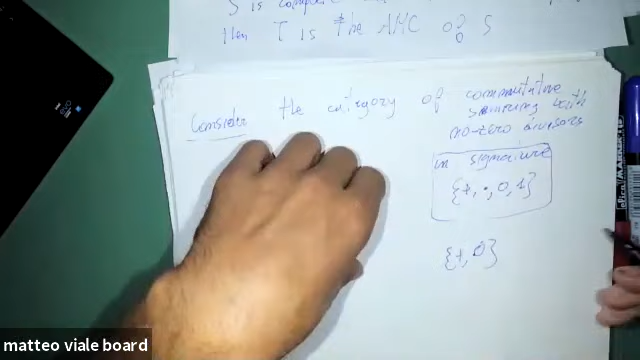 S is
Then T is the AMC of S
Consider the category of commutative
semirings with
no-zero divisors
in signature
{+, ·, 0, 1}
{+, 0}
matteo viale board